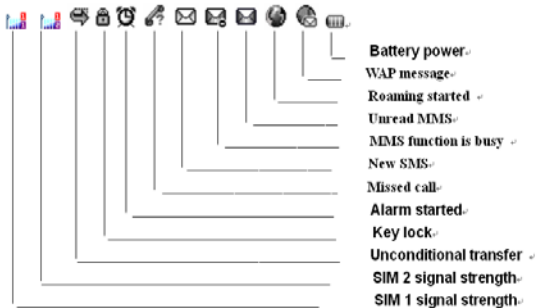 Battery power
WAP message
Roaming started
Unread MMS
MMS function is busy
New SMS
Missed call
Alarm started
Key lock
Unconditional transfer
SIM 2 signal strength
SIM 1 signal strength